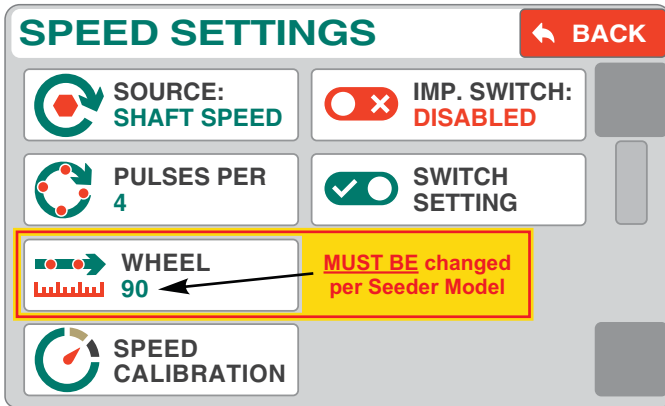 SPEED SETTINGS
BACK
SOURCE:
SHAFT SPEED
IMP. SWITCH:
DISABLED
PULSES PER
4
SWITCH
SETTING
WHEEL
90
MUST BE changed
per Seeder Model
SPEED
CALIBRATION